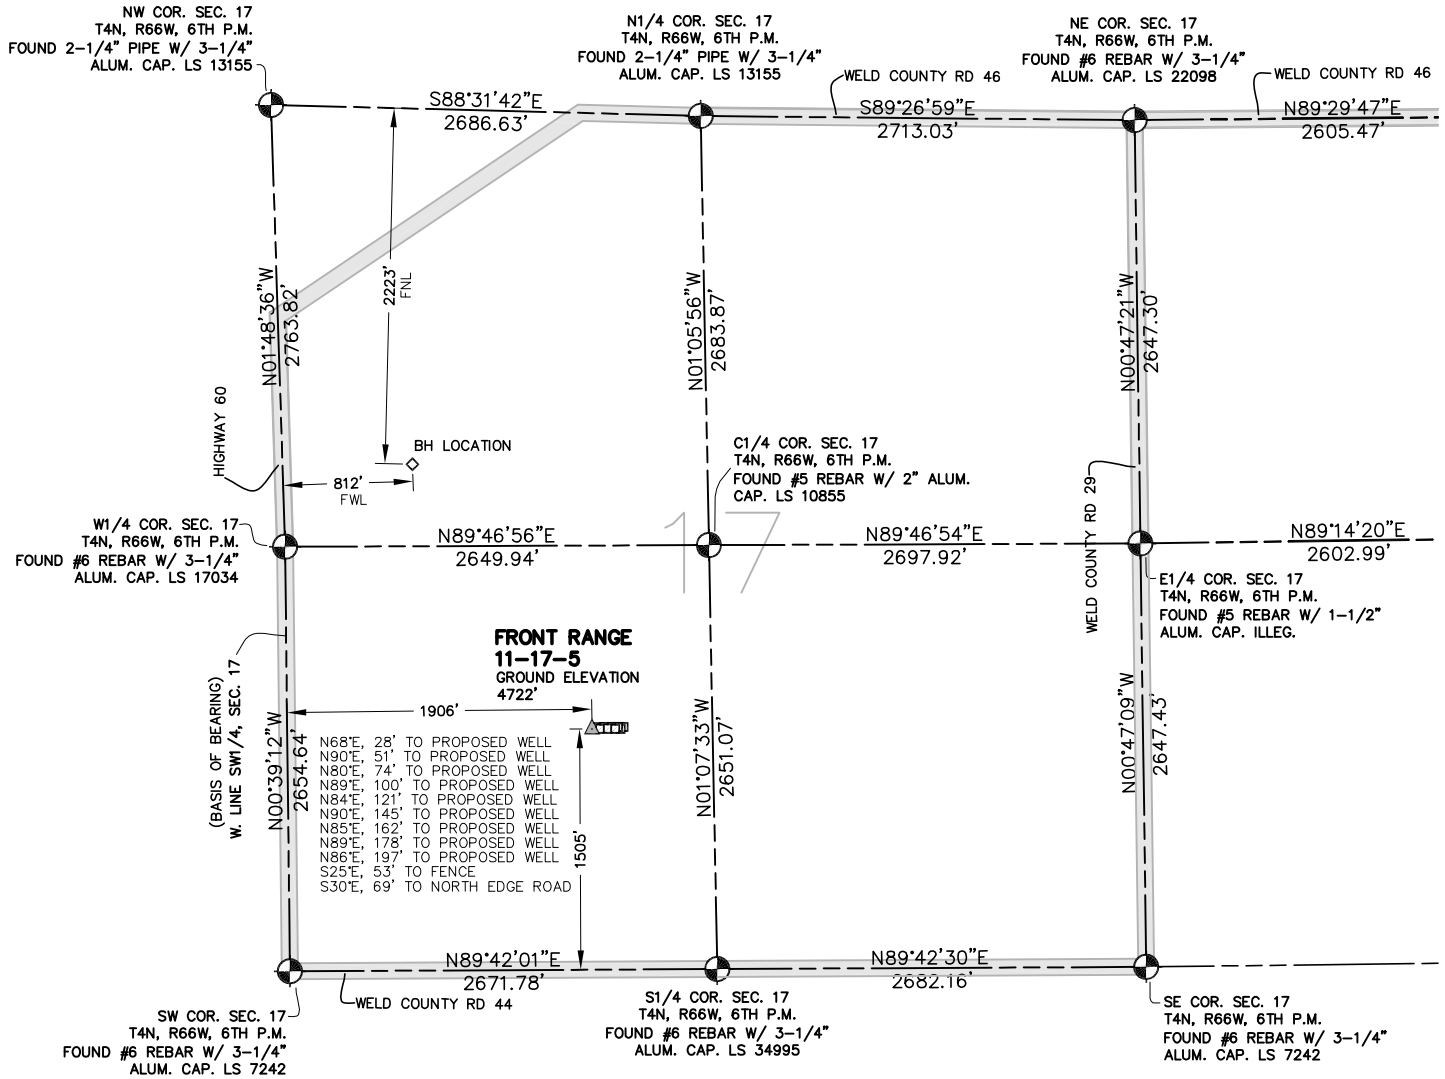 NW COR. SEC. 17
T4N, R66W, 6TH P.M.
FOUND 2-1/4" PIPE W/ 3-1/4"
ALUM. CAP. LS 13155
N1/4 COR. SEC. 17
T4N, R66W, 6TH P.M.
FOUND 2-1/4" PIPE W/ 3-1/4"
ALUM. CAP. LS 13155
NE COR. SEC. 17
T4N, R66W, 6TH P.M.
FOUND #6 REBAR W/ 3-1/4"
ALUM. CAP. LS 22098
WELD COUNTY RD 46
WELD COUNTY RD 46
S88°31'42"E
2686.63'
S89°26'59"E
2713.03'
N89°29'47"E
2605.47'
N01°48'36"W
2763.82'
2223'
FNL
N01°05'56"W
2683.87'
N00°47'21"W
2647.30'
HIGHWAY 60
BH LOCATION
812'
FWL
C1/4 COR. SEC. 17
T4N, R66W, 6TH P.M.
FOUND #5 REBAR W/ 2" ALUM.
CAP. LS 10855
WELD COUNTY RD 29
W1/4 COR. SEC. 17
T4N, R66W, 6TH P.M.
FOUND #6 REBAR W/ 3-1/4"
ALUM. CAP. LS 17034
N89°46'56"E
2649.94'
17
N89°46'54"E
2697.92'
N89°14'20"E
2602.99'
E1/4 COR. SEC. 17
T4N, R66W, 6TH P.M.
FOUND #5 REBAR W/ 1-1/2"
ALUM. CAP. ILLEG.
FRONT RANGE
11-17-5
GROUND ELEVATION
4722'
1906'
(BASIS OF BEARING)
W. LINE SW1/4, SEC. 17
N00°39'12"W
2654.64'
N68°E, 28' TO PROPOSED WELL
N90°E, 51' TO PROPOSED WELL
N80°E, 74' TO PROPOSED WELL
N89°E, 100' TO PROPOSED WELL
N84°E, 121' TO PROPOSED WELL
N90°E, 145' TO PROPOSED WELL
N85°E, 162' TO PROPOSED WELL
N89°E, 178' TO PROPOSED WELL
N86°E, 197' TO PROPOSED WELL
S25°E, 53' TO FENCE
S30°E, 69' TO NORTH EDGE ROAD
1505'
N01°07'33"W
2651.07'
N00°47'09"W
2647.43'
N89°42'01"E
2671.78'
N89°42'30"E
2682.16'
WELD COUNTY RD 44
SW COR. SEC. 17
T4N, R66W, 6TH P.M.
FOUND #6 REBAR W/ 3-1/4"
ALUM. CAP. LS 7242
S1/4 COR. SEC. 17
T4N, R66W, 6TH P.M.
FOUND #6 REBAR W/ 3-1/4"
ALUM. CAP. LS 34995
SE COR. SEC. 17
T4N, R66W, 6TH P.M.
FOUND #6 REBAR W/ 3-1/4"
ALUM. CAP. LS 7242